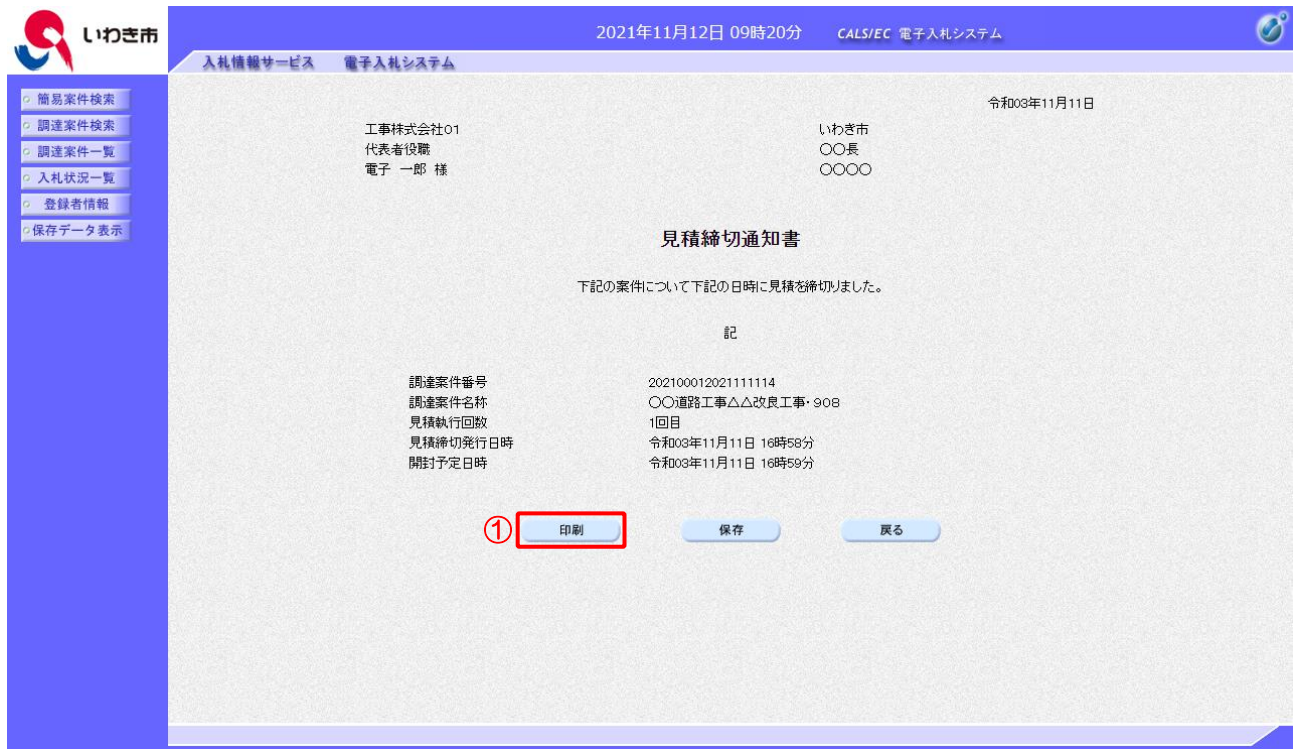 いわき市
2021年11月12日 09時20分 CALS/EC 電子入札システム
入札情報サービス 電子入札システム
簡易案件検索
調達案件検索
調達案件一覧
入札状況一覧
登録者情報
保存データ表示
令和03年11月11日
工事株式会社01 いわき市
代表者役職 〇〇長
電子 一郎 様 〇〇〇〇
見積締切通知書
下記の案件について下記の日時に見積を締切りました。
記
調達案件番号 202100012021111114
調達案件名称 〇〇道路工事△△改良工事・908
見積執行回数 1回目
見積締切発行日時 令和03年11月11日 16時58分
開封予定日時 令和03年11月11日 16時59分
① 印刷 保存 戻る